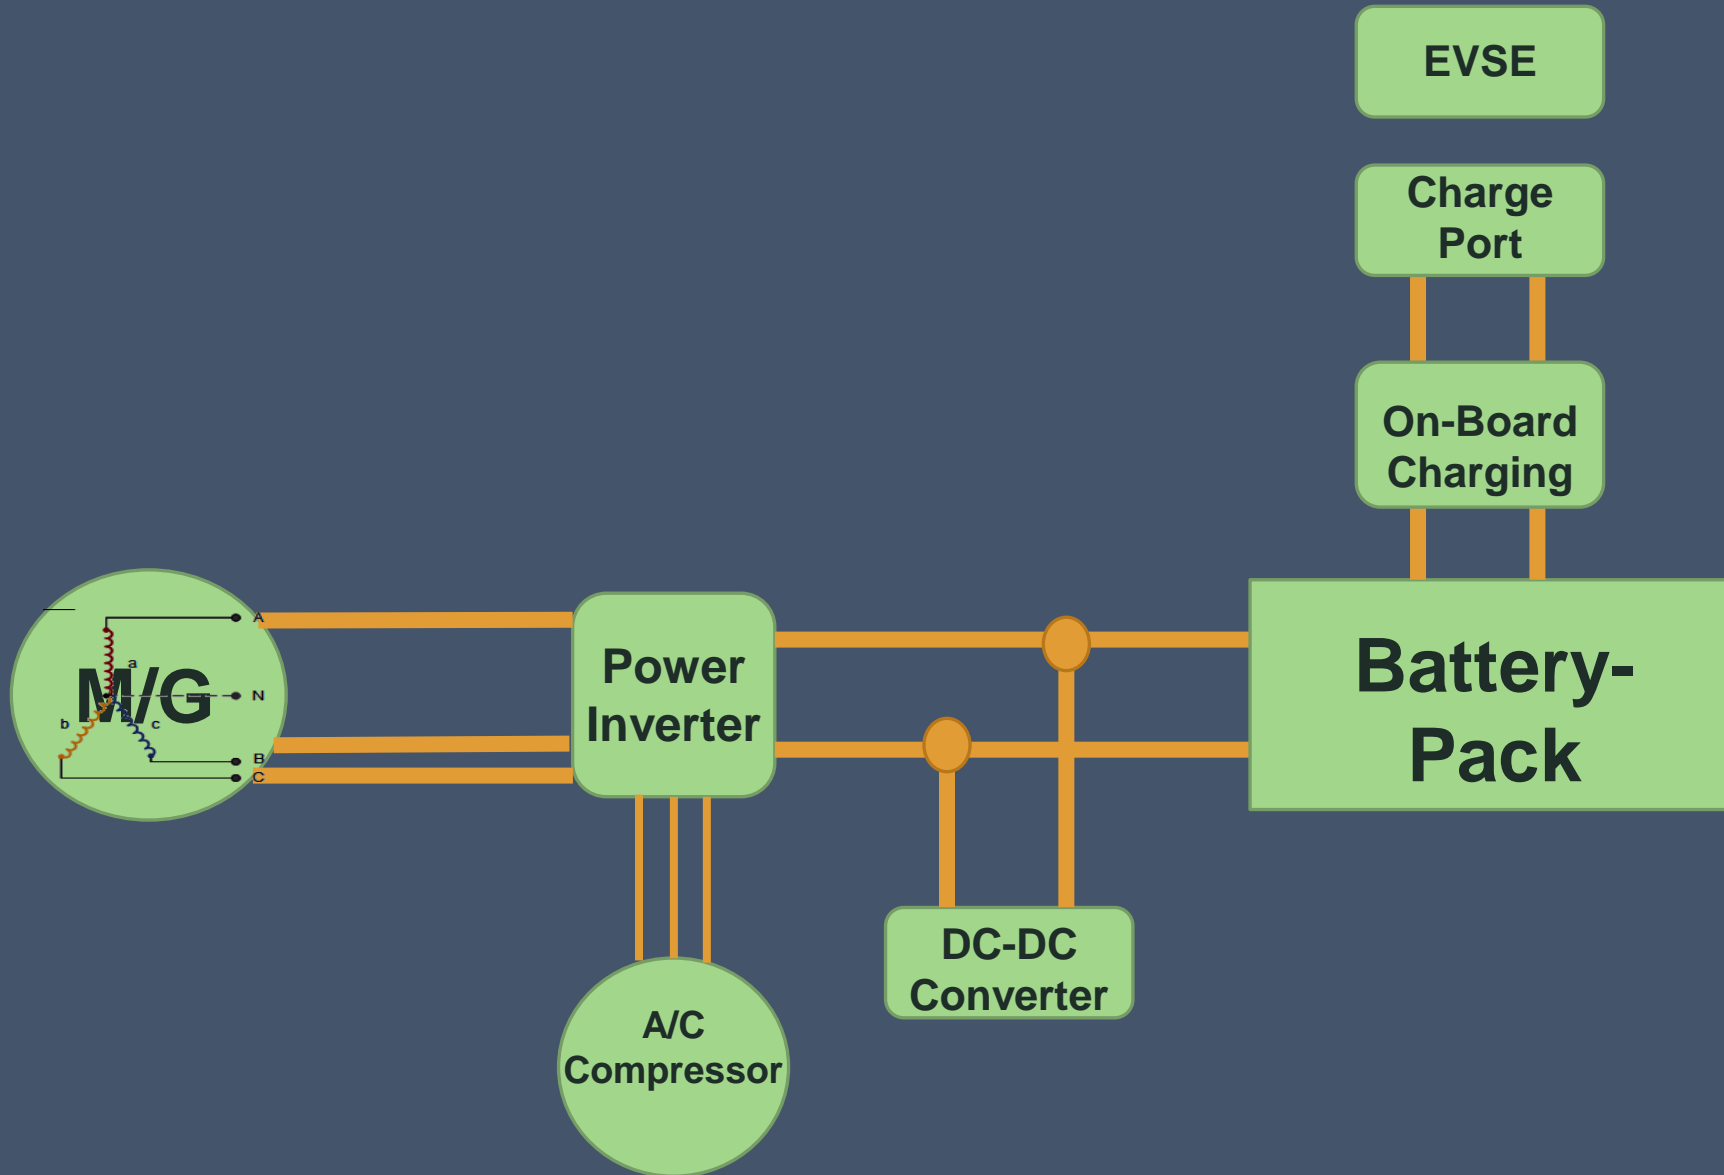 EVSE
Charge
Port
On-Board
Charging
A
a
M/G
N
b
c
B
C
Power
Inverter
Battery-
Pack
DC-DC
Converter
A/C
Compressor